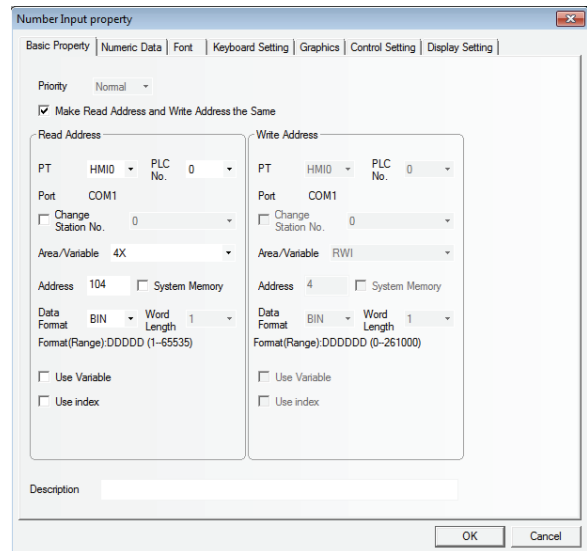 Number Input property
Basic Property Numeric Data Font Keyboard Setting Graphics Control Setting Display Setting
Priority Normal
Make Read Address and Write Address the Same
Read Address
PT HMI0 PLC No. 0
Port COM1
Change Station No. 0
Area/Variable 4X
Address 104 System Memory
Data Format BIN Word Length 1
Format(Range):DDDDD (1--65535)
Use Variable
Use index
Write Address
PT HMI0 PLC No. 0
Port COM1
Change Station No. 0
Area/Variable RWI
Address 4 System Memory
Data Format BIN Word Length 1
Format(Range):DDDDDD (0--261000)
Use Variable
Use index
Description
OK Cancel